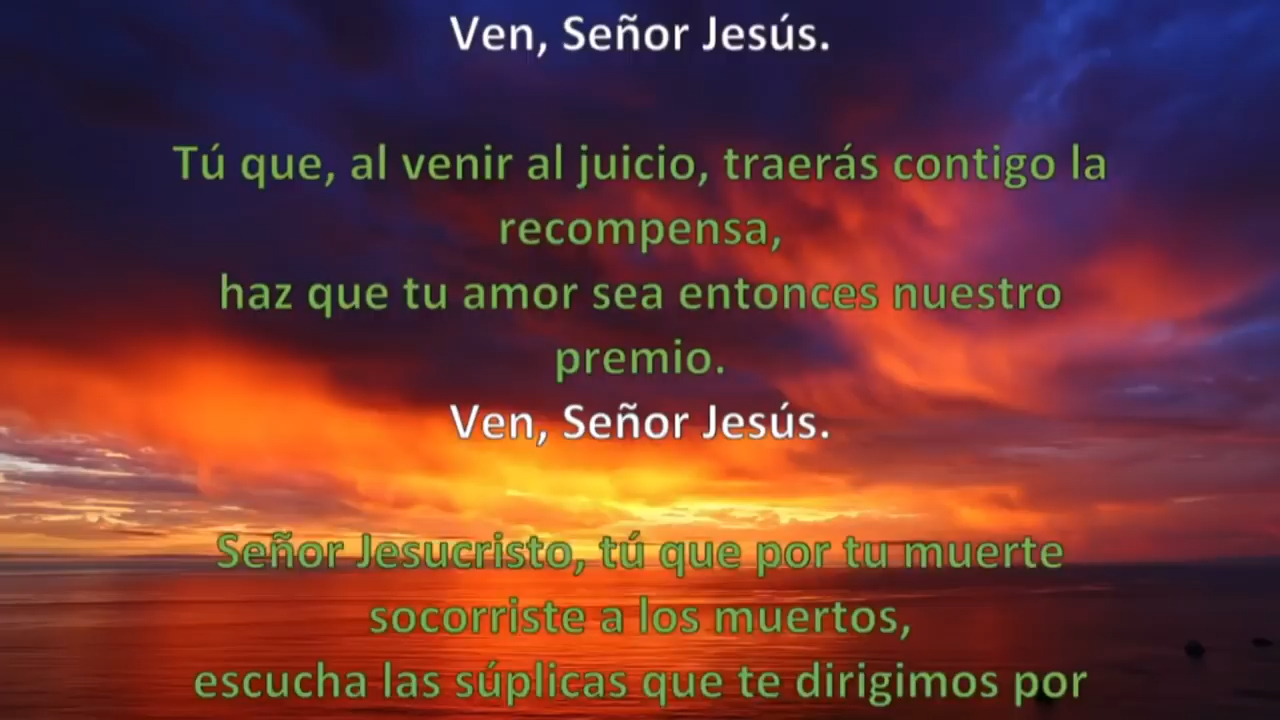 Ven, Señor Jesús.
Tú que, al venir al juicio, traerás contigo la
recompensa,
haz que tu amor sea entonces nuestro
premio.
Ven, Señor Jesús.
Señor Jesucristo, tú que por tu muerte
socorriste a los muertos,
escucha las súplicas que te dirigimos por